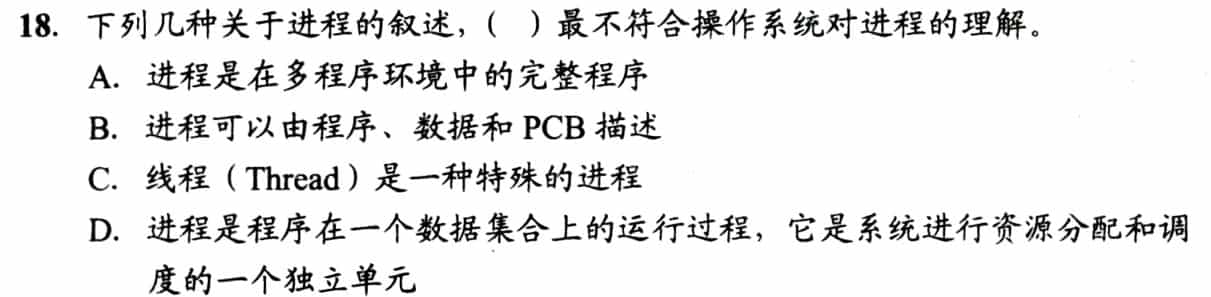 18. 下列几种关于进程的叙述，（ ）最不符合操作系统对进程的理解。
A. 进程是在多程序环境中的完整程序
B. 进程可以由程序、数据和 PCB 描述
C. 线程（Thread）是一种特殊的进程
D. 进程是程序在一个数据集合上的运行过程，它是系统进行资源分配和调
度的一个独立单元